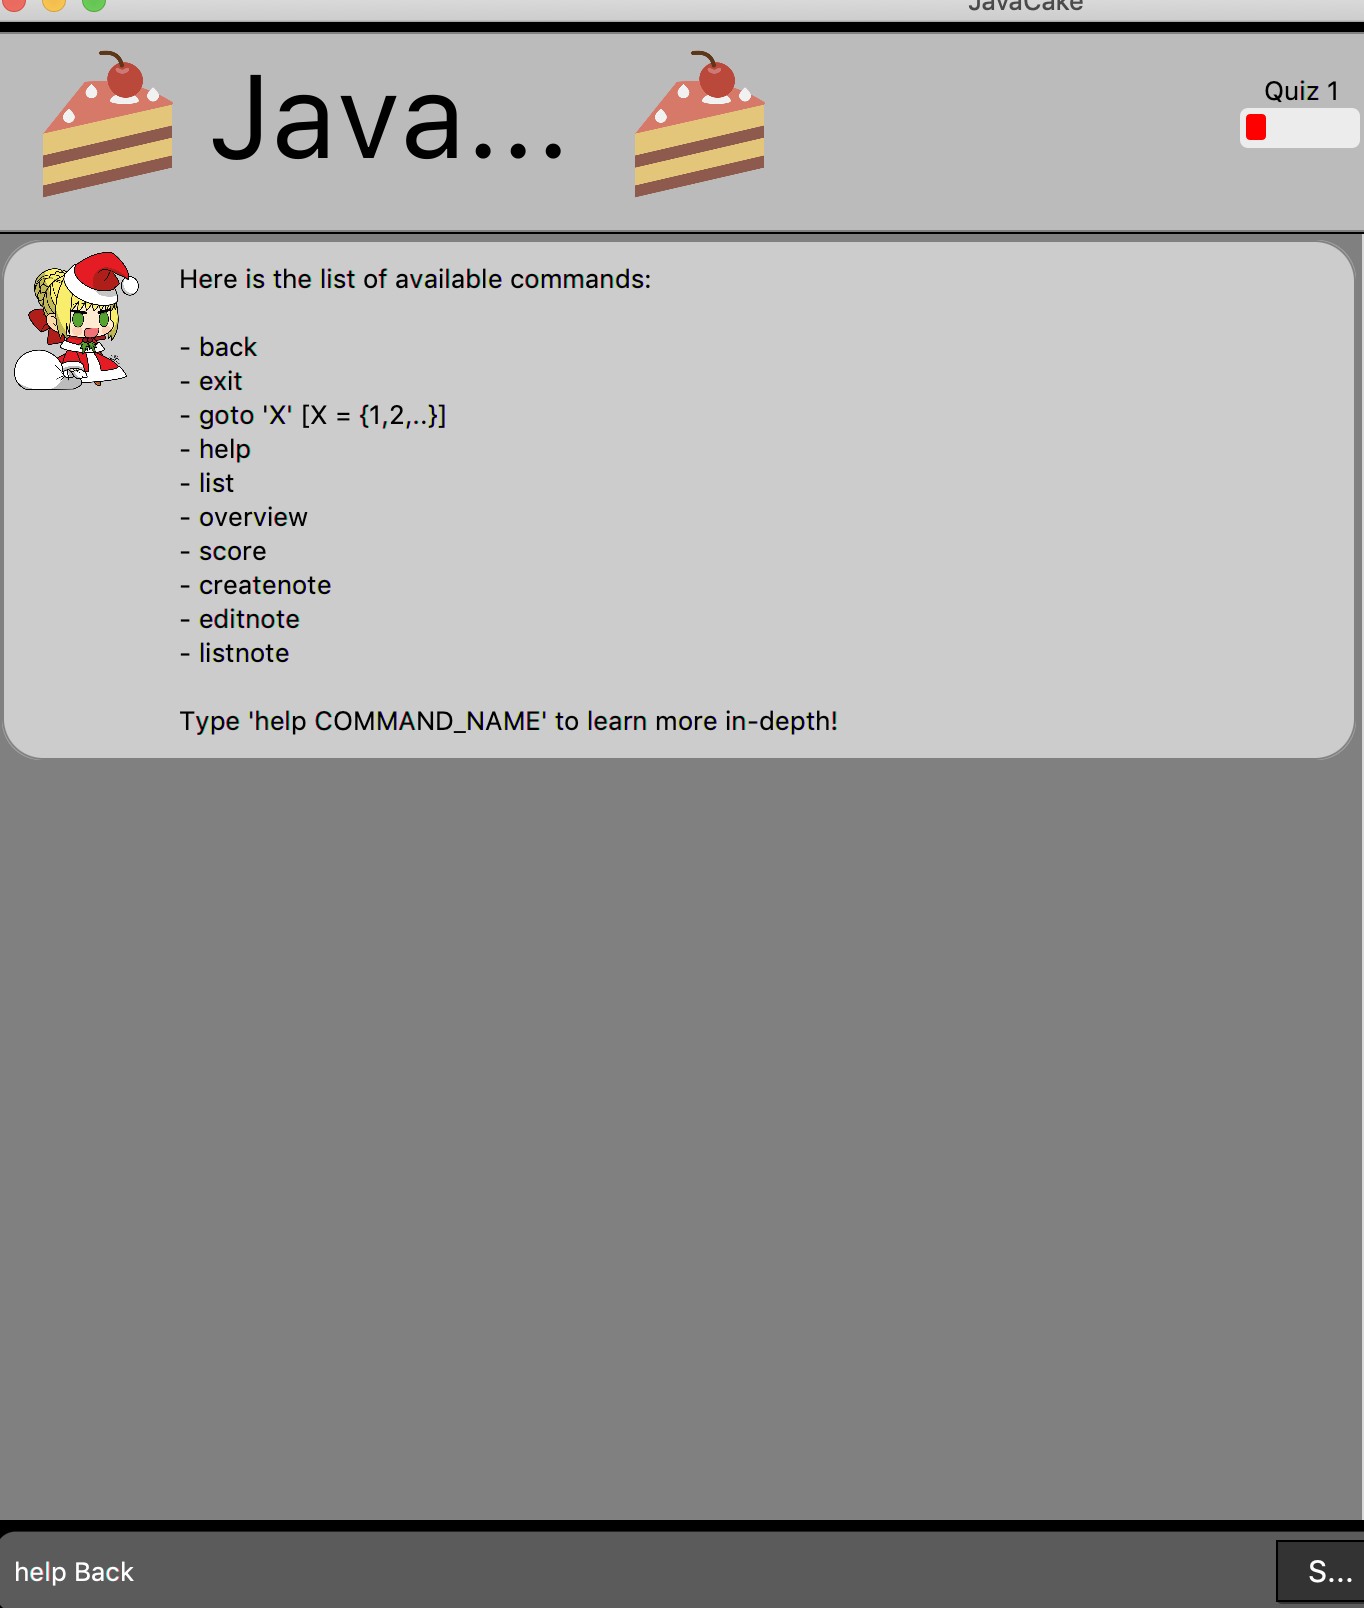 JavaCake
Java...
Quiz 1
Here is the list of available commands:
- back
- exit
- goto 'X' [X = {1,2,..}]
- help
- list
- overview
- score
- createnote
- editnote
- listnote
Type 'help COMMAND_NAME' to learn more in-depth!
help Back
S...